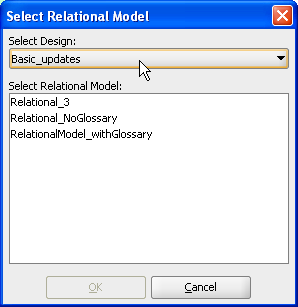 Select Relational Model
Select Design:
Basic_updates
Select Relational Model:
Relational_3
Relational_NoGlossary
RelationalModel_withGlossary
OK
Cancel